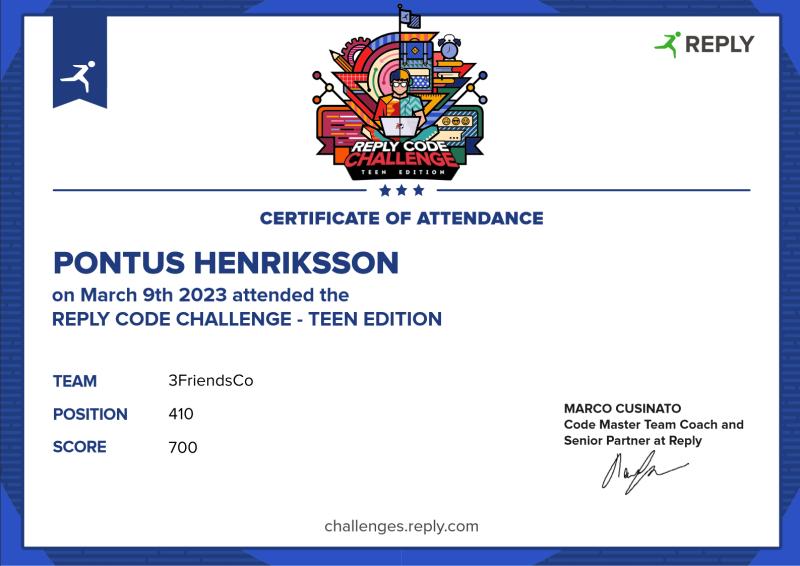 REPLY
REPLY CODE
CHALLENGE
TEEN EDITION
CERTIFICATE OF ATTENDANCE
PONTUS HENRIKSSON
on March 9th 2023 attended the
REPLY CODE CHALLENGE - TEEN EDITION
TEAM 3FriendsCo
POSITION 410
SCORE 700
MARCO CUSINATO
Code Master Team Coach and
Senior Partner at Reply
challenges.reply.com